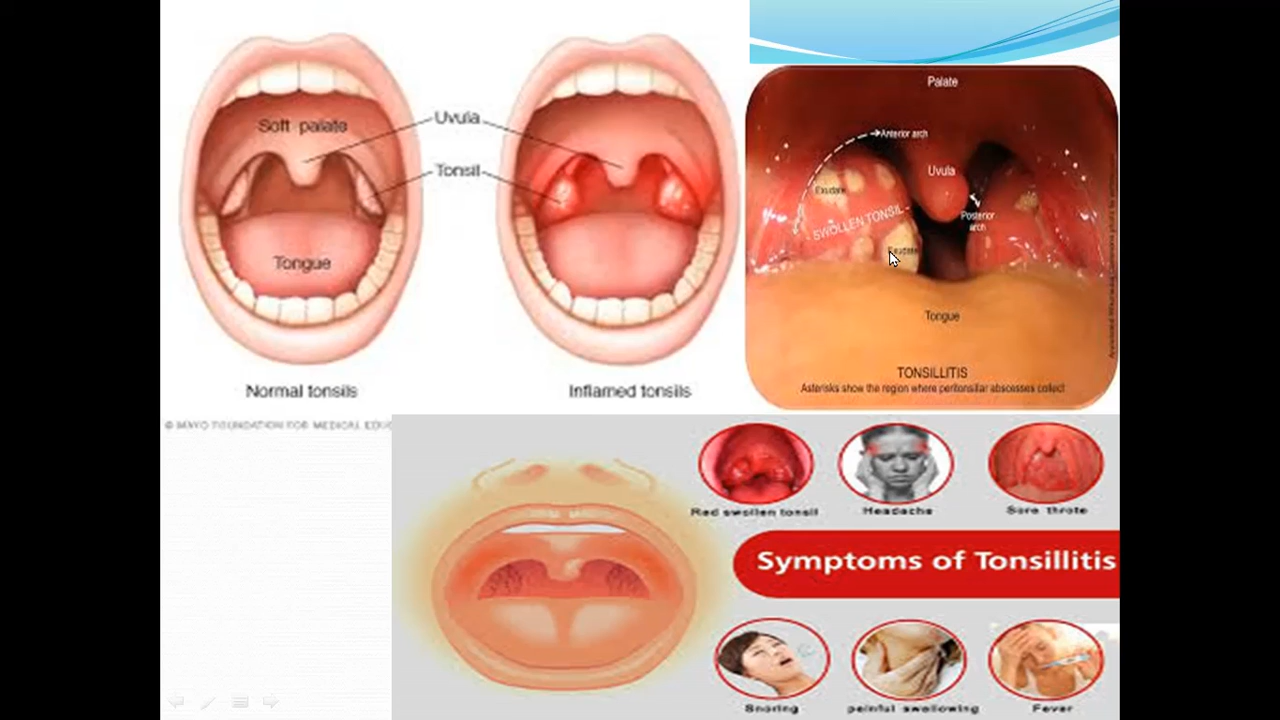 Soft palate
Uvula
Tonsil
Tongue
Normal tonsils
Inflamed tonsils
© MAYO FOUNDATION FOR MEDICAL EDUC
Palate
Anterior arch
Uvula
Exudate
SWOLLEN TONSIL
Posterior
arch
Exudate
Tongue
TONSILLITIS
Asterisks show the region where peritonsillar abscesses collect
Red swollen tonsil
Headache
Sore throte
Symptoms of Tonsillitis
Snoring
painful swallowing
Fever